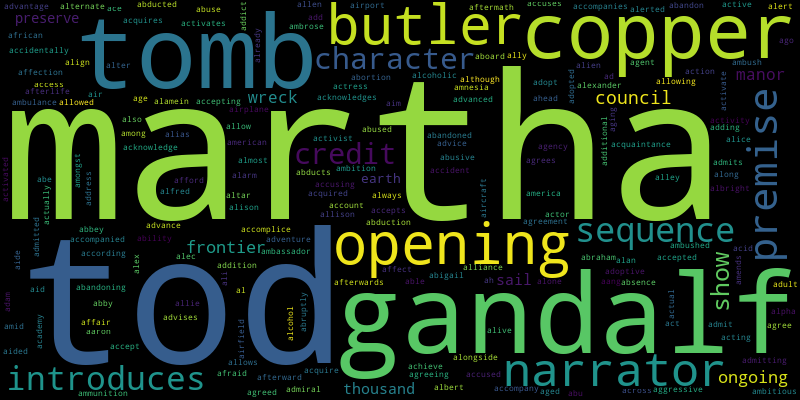 advantage alternate ace abducted abuse addict alien airport accuses accompanies abandon alert
acquires activates ambrose add aftermath alerted active
preserve tomb butler copper
african already ally agent ago
accidentally align alter character aboard although alien action ambush manor
affection access abortion alcoholic amnesia adopt adopted allowing activate
afterlife air actress advanced ahead alexander
ambulance allowed age alamein accepting wreck acknowledges aim council
martha
also alias allow activist abused abandoned airplane additional aging adding activity premise
among american advice acquaintance alice
acknowledge almost credit abusive agency admits
activated abe amongst afford alarm abducts ambition accident agrees along
actually address alfred altar accusing acquired earth always aircraft america alley albright
alison allison account accepts actor
abbey advance accomplice abduction agreement
admitted accompanied ability opening sequence ambushed acid
aide according frontier adventure abraham alan accepted
abandoning alex alec addition ambassador affect abigail alliance adoptive absence amends
tod
aid abby allie al ali afterwards able sail alone aang show adult
adam affair advises alcohol abruptly gandalf actual alpha
amid academy aaron airfield alive act admit agree
aided accept allows alongside acting
introduces afraid acquire achieve narrator admitting
afterward thousand agreeing albert accused ongoing
ammunition agreed admiral accompany aged abu across aggressive ambitious